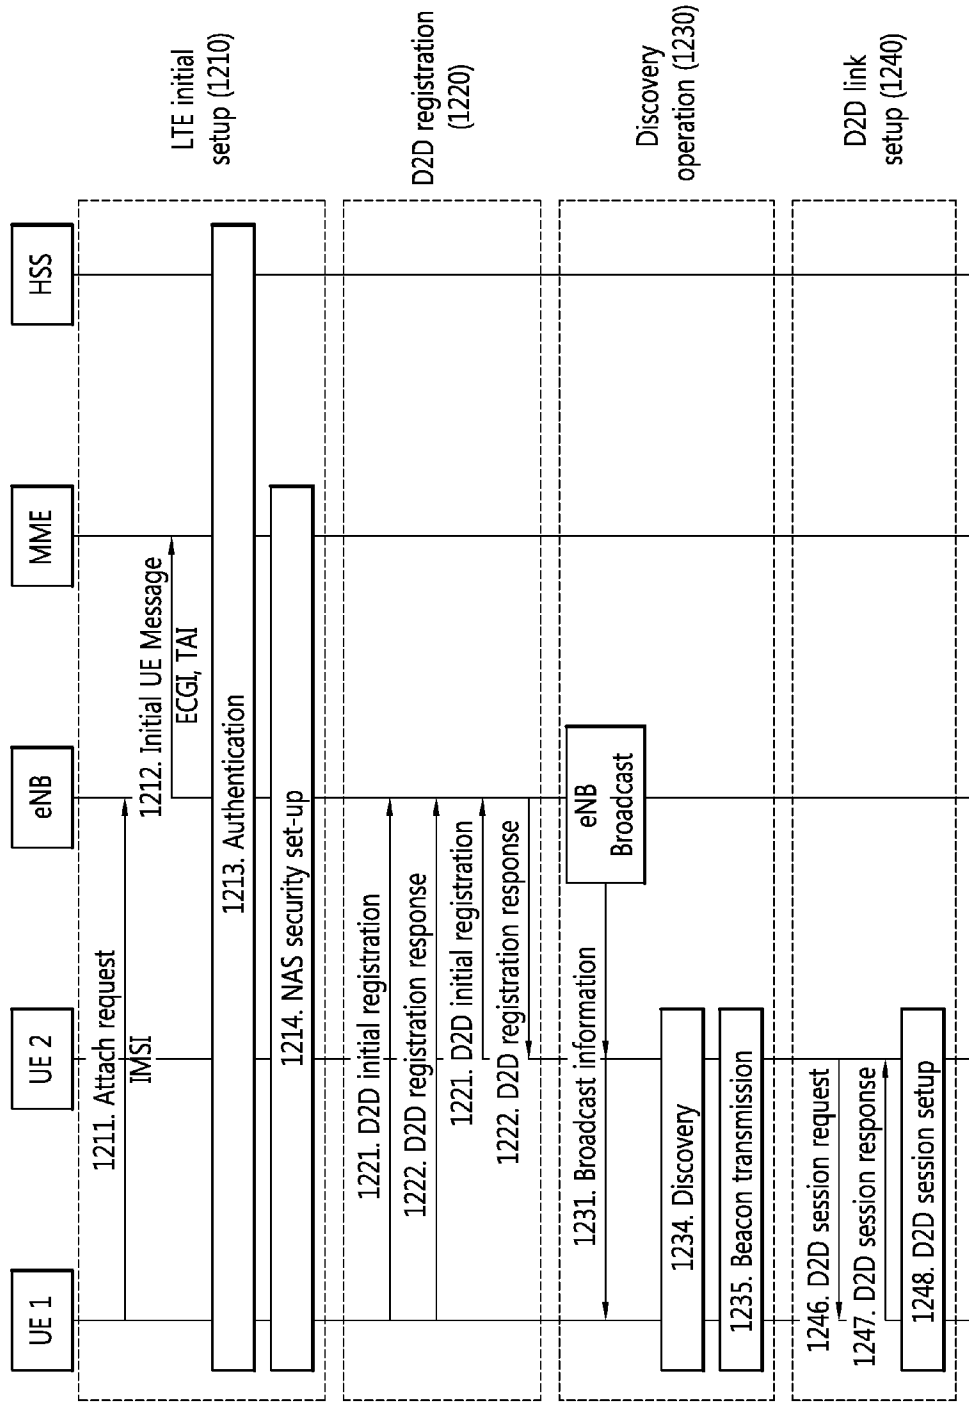 UE 1
UE 2
eNB
MME
HSS
LTE initial
setup (1210)
1211. Attach request
IMSI
1212. Initial UE Message
ECGI, TAI
1213. Authentication
1214. NAS security set-up
D2D registration
(1220)
1221. D2D initial registration
1222. D2D registration response
1221. D2D initial registration
1222. D2D registration response
Discovery
operation (1230)
eNB
Broadcast
1231. Broadcast information
1234. Discovery
1235. Beacon transmission
D2D link
setup (1240)
1246. D2D session request
1247. D2D session response
1248. D2D session setup